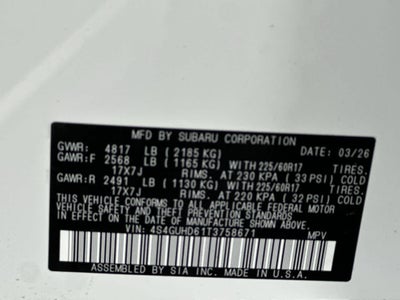 MFD. BY SUBARU CORPORATION 03/26
GVWR: 4817 LB (2185 KG)
GAWR:F 2568 LB (1165 KG) WITH 225/60R17 TIRES.
17X7J RIMS. AT 230 KPA (33 PSI) COLD
GAWR:R 2491 LB (1130 KG) WITH 225/60R17 TIRES.
17X7J RIMS. AT 220 KPA (32 PSI) COLD
THIS VEHICLE CONFORMS TO ALL APPLICABLE FEDERAL MOTOR
VEHICLE SAFETY, BUMPER, AND THEFT PREVENTION STANDARDS
IN EFFECT ON THE DATE OF MANUFACTURE SHOWN ABOVE.
VIN: 4S4GUHD61T3758671 MPV
ASSEMBLED BY SIA INC. MADE IN U.S.A.